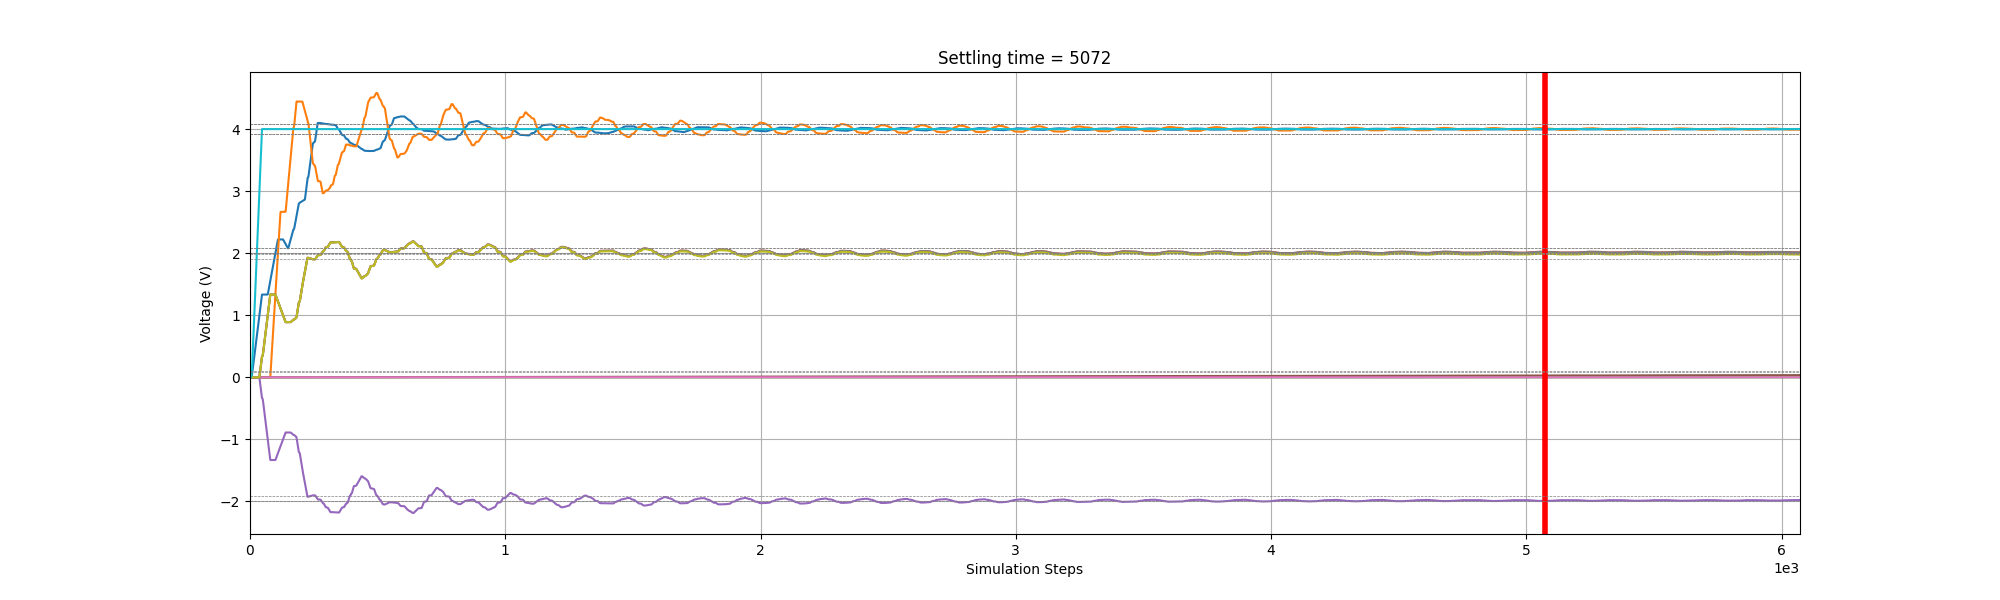 Settling time = 5072
Voltage (V)
4
3
2
1
0
−1
−2
0 1 2 3 4 5 6
1e3
Simulation Steps